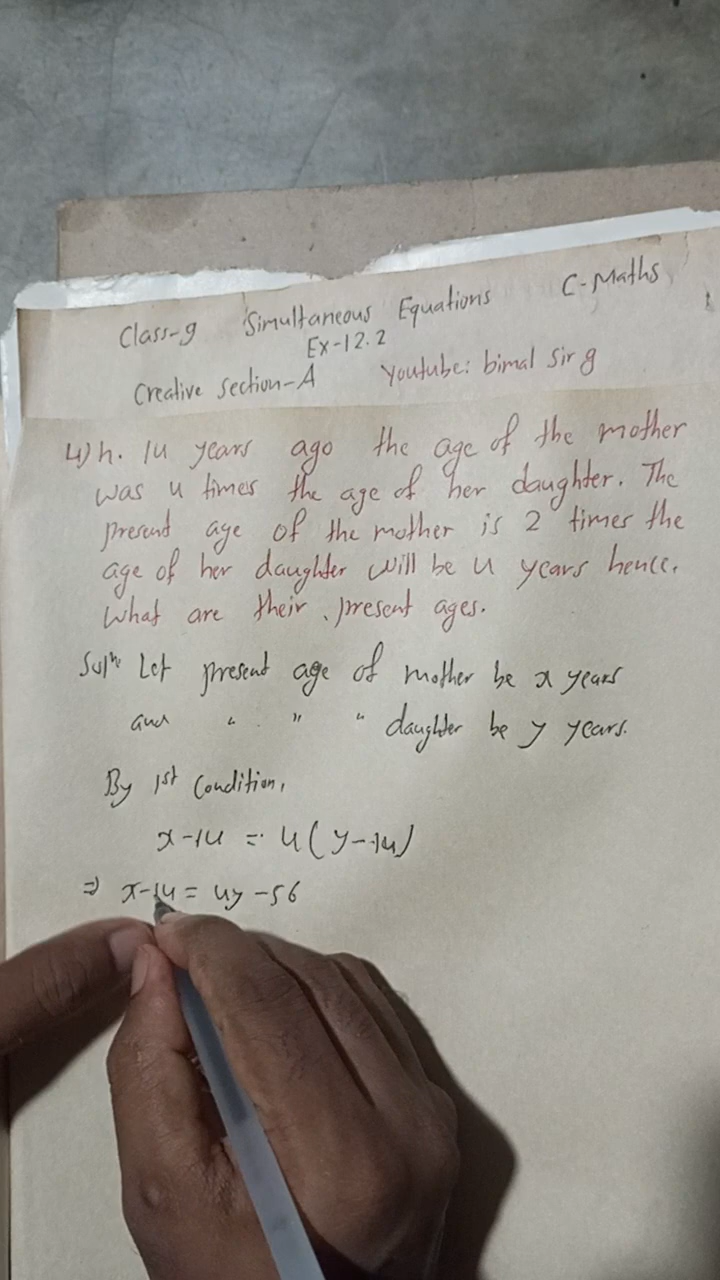 Class-9 Simultaneous Equations C-Maths
Ex-12.2
Creative section-A Youtube: bimal sir 9
4) h. 14 years ago the age of the mother
was 4 times the age of her daughter. The
present age of the mother is 2 times the
age of her daughter will be 4 years hence.
What are their present ages.
Solⁿ Let present age of mother be x years
and " " " daughter be y years.
By 1st Condition,
x-14 = 4(y-14)
⇒ x-14 = 4y-56